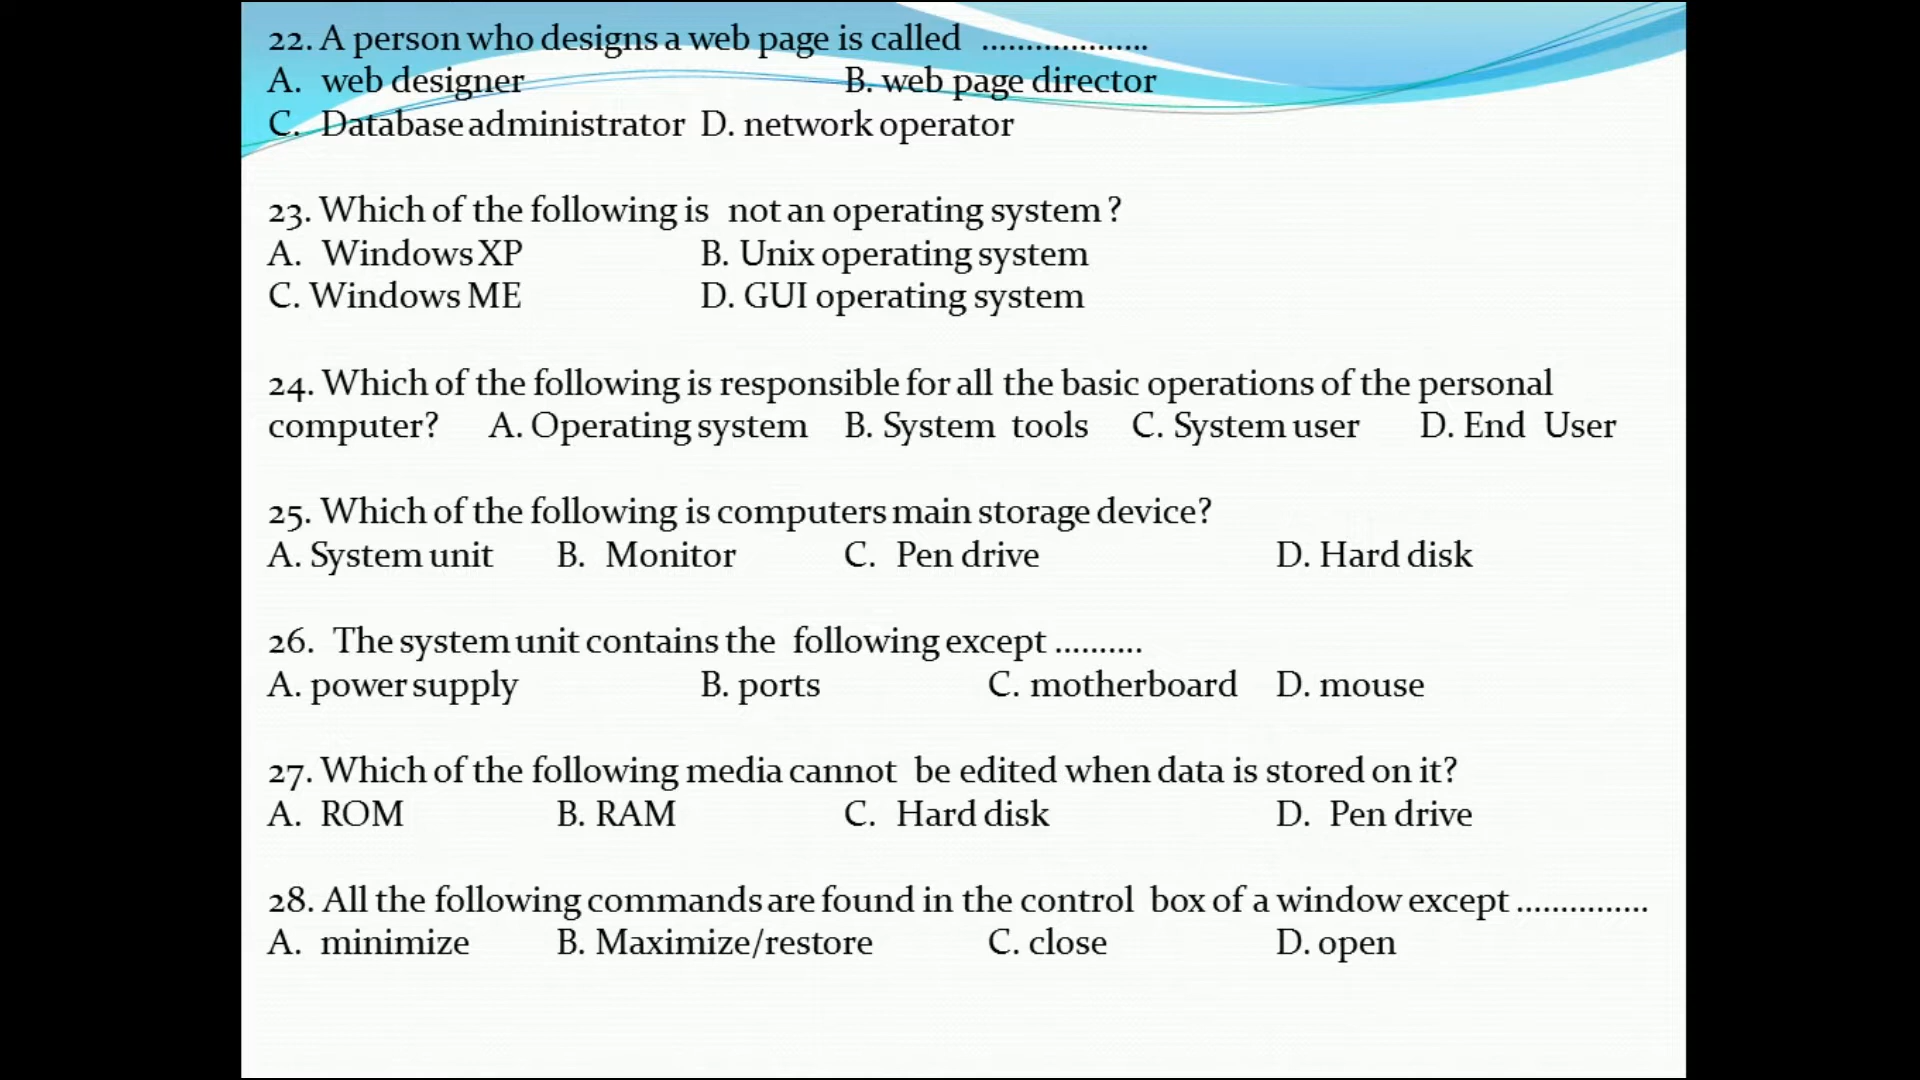 22. A person who designs a web page is called ...................
A. web designer B. web page director
C. Database administrator D. network operator
23. Which of the following is not an operating system ?
A. Windows XP B. Unix operating system
C. Windows ME D. GUI operating system
24. Which of the following is responsible for all the basic operations of the personal
computer? A. Operating system B. System tools C. System user D. End User
25. Which of the following is computers main storage device?
A. System unit B. Monitor C. Pen drive D. Hard disk
26. The system unit contains the following except ..........
A. power supply B. ports C. motherboard D. mouse
27. Which of the following media cannot be edited when data is stored on it?
A. ROM B. RAM C. Hard disk D. Pen drive
28. All the following commands are found in the control box of a window except ...............
A. minimize B. Maximize/restore C. close D. open